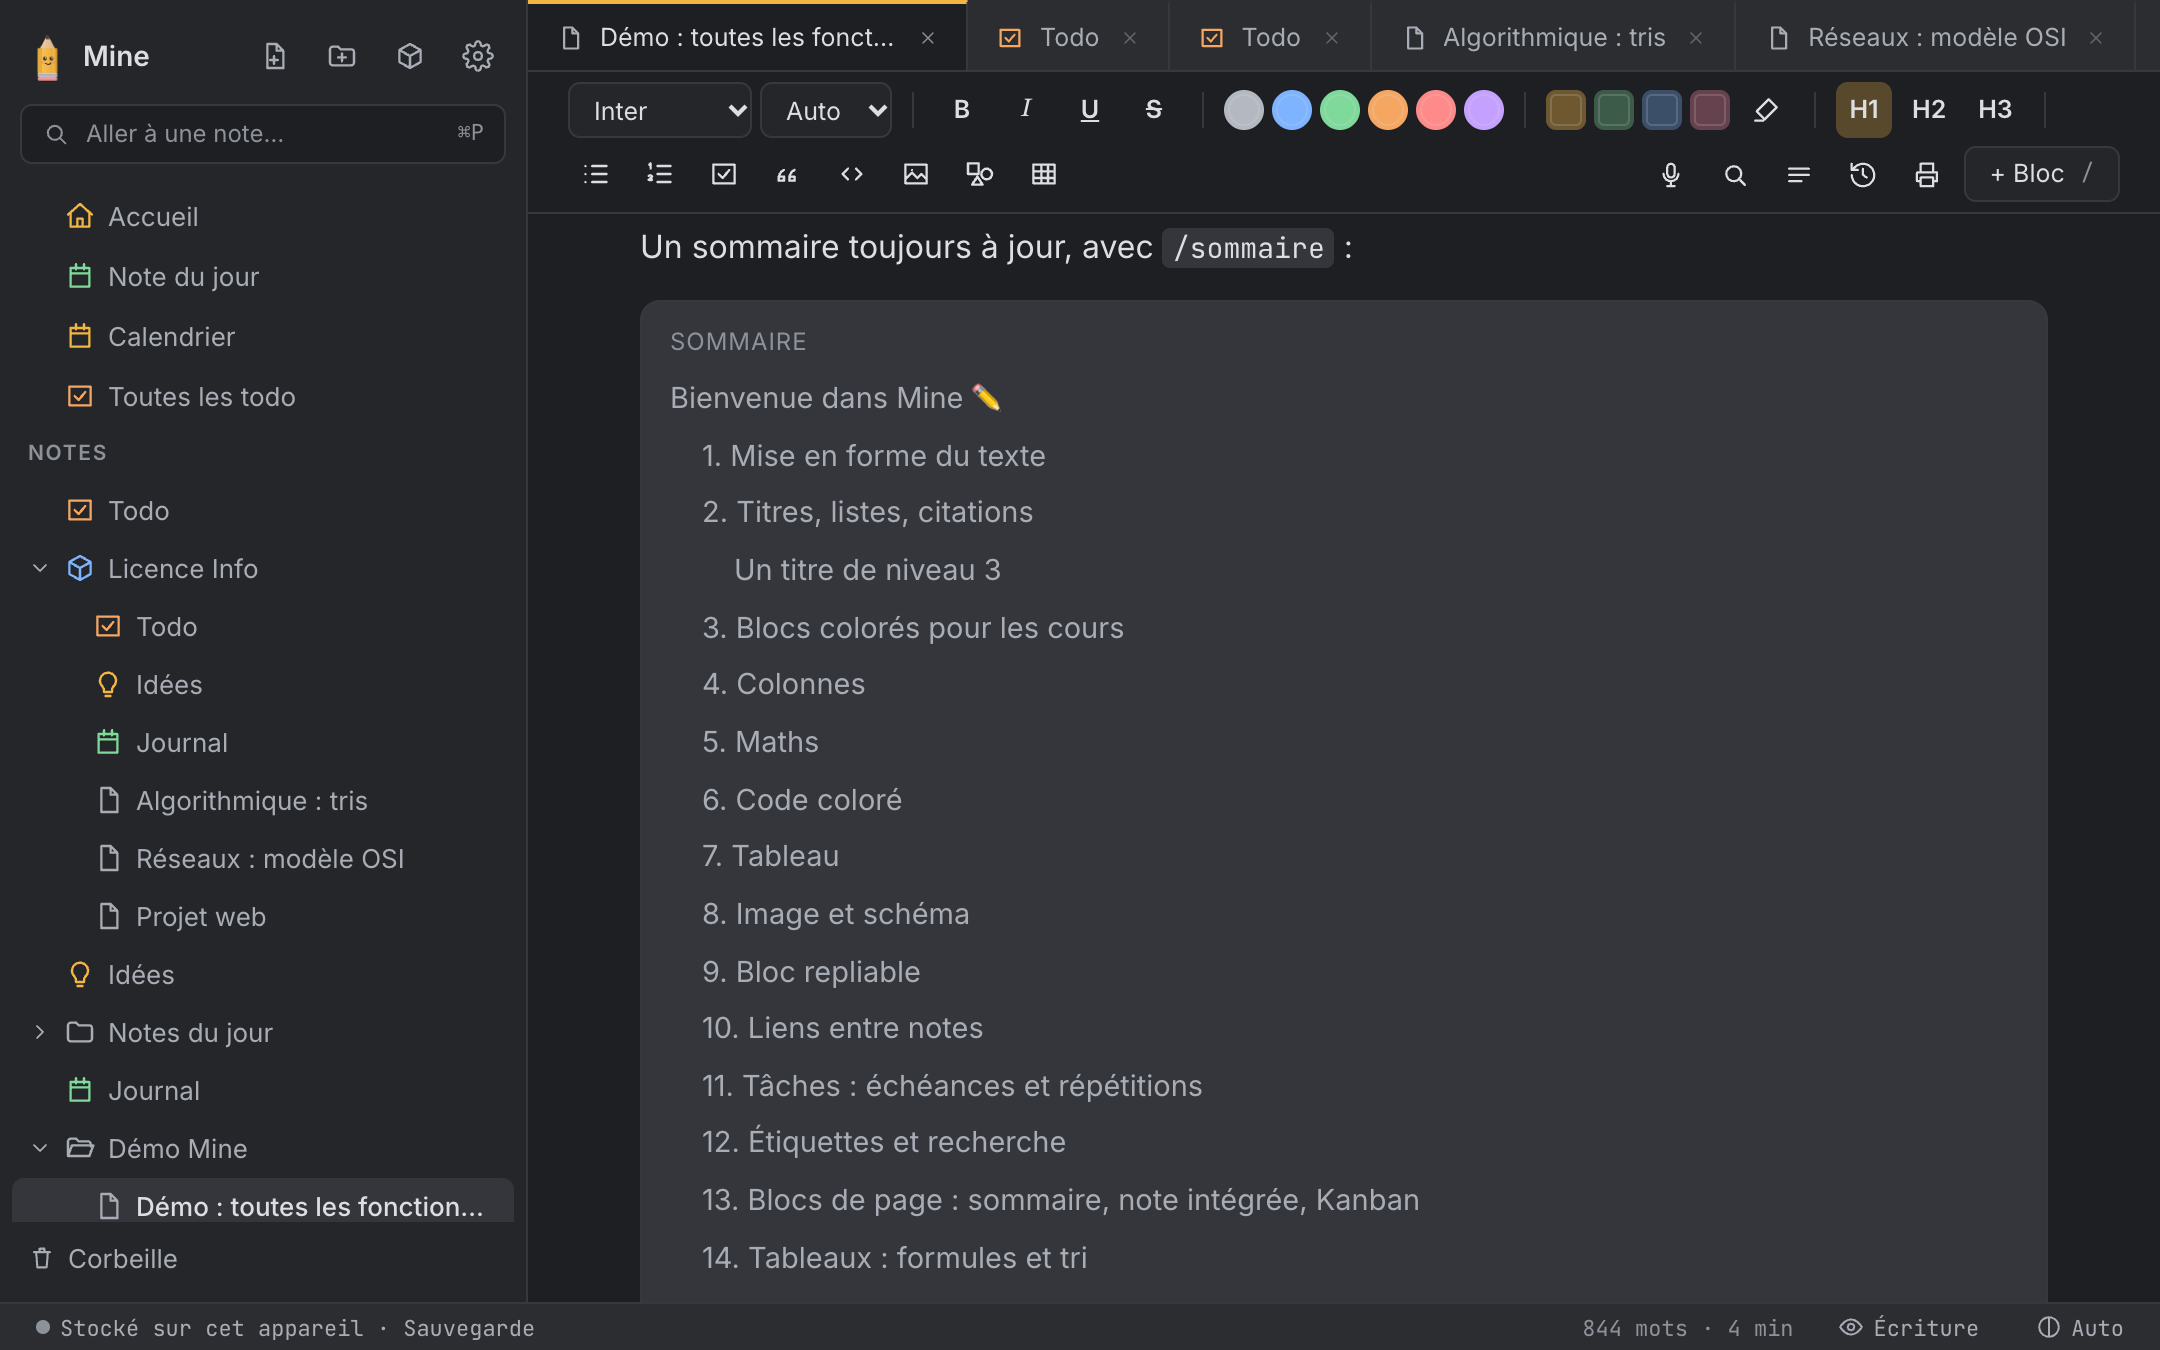 Mine
Aller à une note... ⌘P
Accueil
Note du jour
Calendrier
Toutes les todo
NOTES
Todo
Licence Info
Todo
Idées
Journal
Algorithmique : tris
Réseaux : modèle OSI
Projet web
Idées
Notes du jour
Journal
Démo Mine
Démo : toutes les fonction...
Corbeille
Démo : toutes les fonct...
Todo
Todo
Algorithmique : tris
Réseaux : modèle OSI
Inter Auto B I U S H1 H2 H3
+ Bloc /
Un sommaire toujours à jour, avec /sommaire :
SOMMAIRE
Bienvenue dans Mine ✏️
1. Mise en forme du texte
2. Titres, listes, citations
Un titre de niveau 3
3. Blocs colorés pour les cours
4. Colonnes
5. Maths
6. Code coloré
7. Tableau
8. Image et schéma
9. Bloc repliable
10. Liens entre notes
11. Tâches : échéances et répétitions
12. Étiquettes et recherche
13. Blocs de page : sommaire, note intégrée, Kanban
14. Tableaux : formules et tri
Stocké sur cet appareil · Sauvegarde
844 mots · 4 min
Écriture
Auto